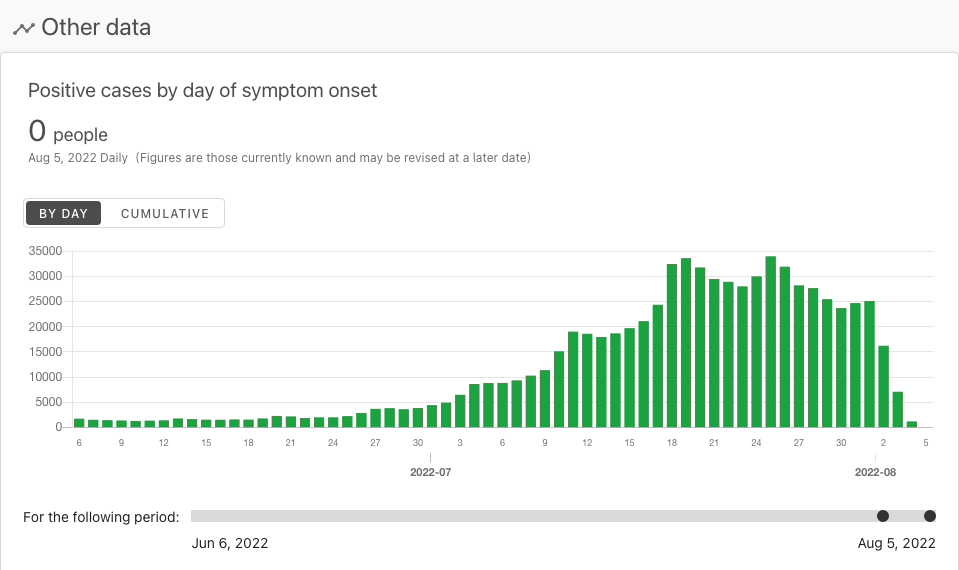 Other data
Positive cases by day of symptom onset
0 people
Aug 5, 2022 Daily (Figures are those currently known and may be revised at a later date)
BY DAY CUMULATIVE
35000
30000
25000
20000
15000
10000
5000
0
6 9 12 15 18 21 24 27 30 3 6 9 12 15 18 21 24 27 30 2 5
2022-07 2022-08
For the following period:
Jun 6, 2022 Aug 5, 2022